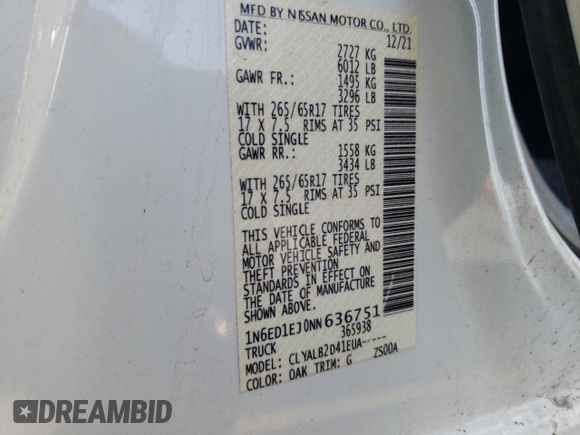 MFD BY NISSAN MOTOR CO., LTD.
DATE: 12/21
GVWR: 2727 KG
6012 LB
GAWR FR.: 1495 KG
3296 LB
WITH 265/65R17 TIRES
17 X 7.5 RIMS AT 35 PSI
COLD SINGLE
GAWR RR.: 1558 KG
3434 LB
WITH 265/65R17 TIRES
17 X 7.5 RIMS AT 35 PSI
COLD SINGLE
THIS VEHICLE CONFORMS TO
ALL APPLICABLE FEDERAL
MOTOR VEHICLE SAFETY AND
THEFT PREVENTION
STANDARDS IN EFFECT ON
THE DATE OF MANUFACTURE
1N6ED1EJ0NN636751
TRUCK 365938
MODEL: CLYALB2D41EUA-----
COLOR: QAK TRIM: G ZS00A
DREAMBID